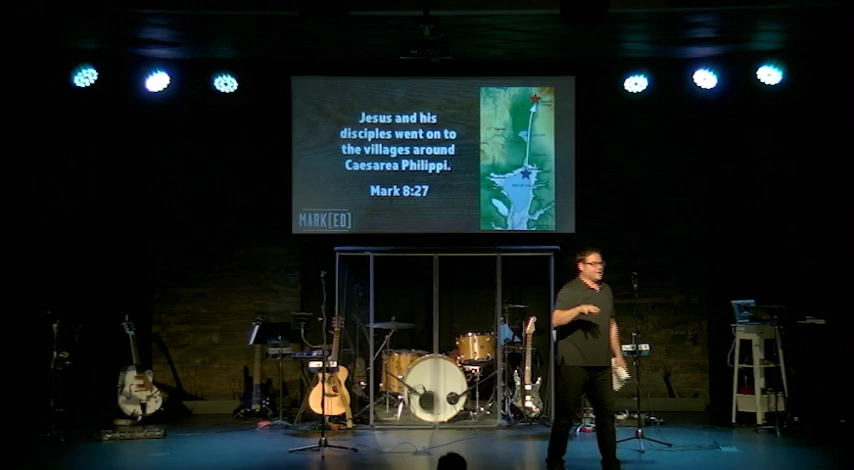 Jesus and his
disciples went on to
the villages around
Caesarea Philippi.
Mark 8:27
MARK[ED]